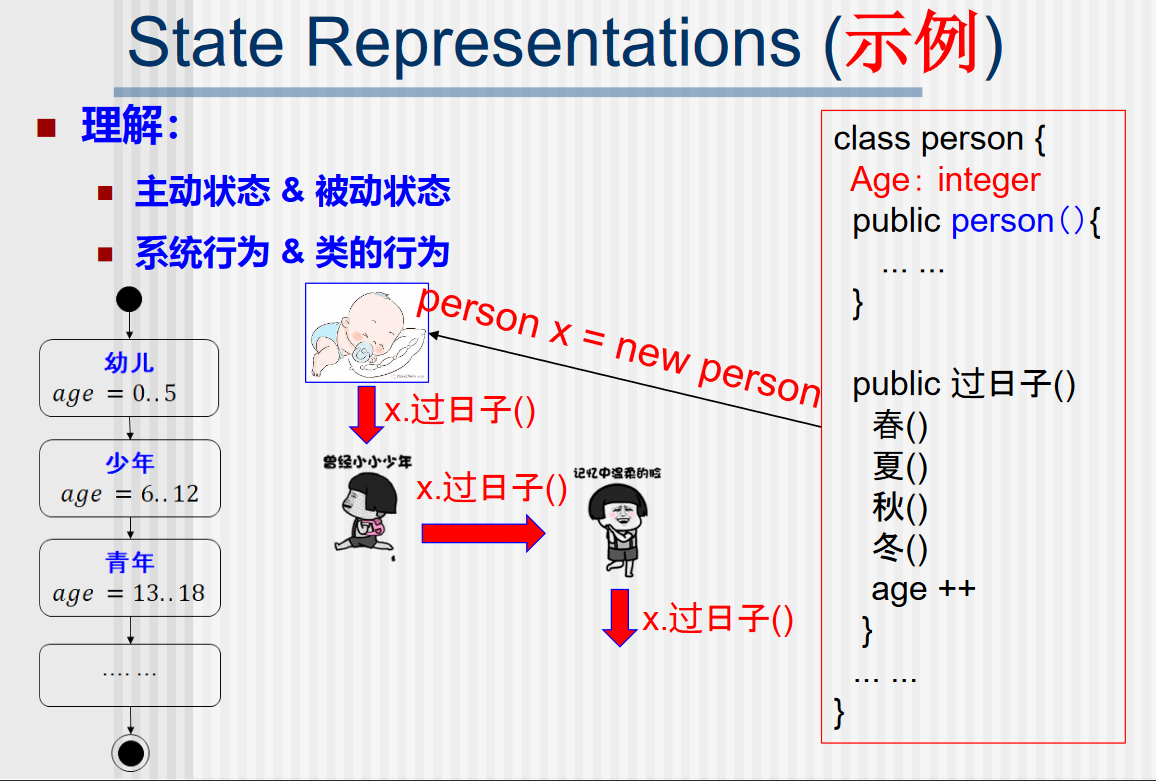 State Representations (示例)
理解：
主动状态 & 被动状态
系统行为 & 类的行为
幼儿
age = 0..5
少年
age = 6..12
青年
age = 13..18
... ...
person x = new person
x.过日子()
曾经小小少年
x.过日子()
记忆中温柔的脸
x.过日子()
class person {
Age：integer
public person（）{
... ...
}
public 过日子()
春()
夏()
秋()
冬()
age ++
}
... ...
}